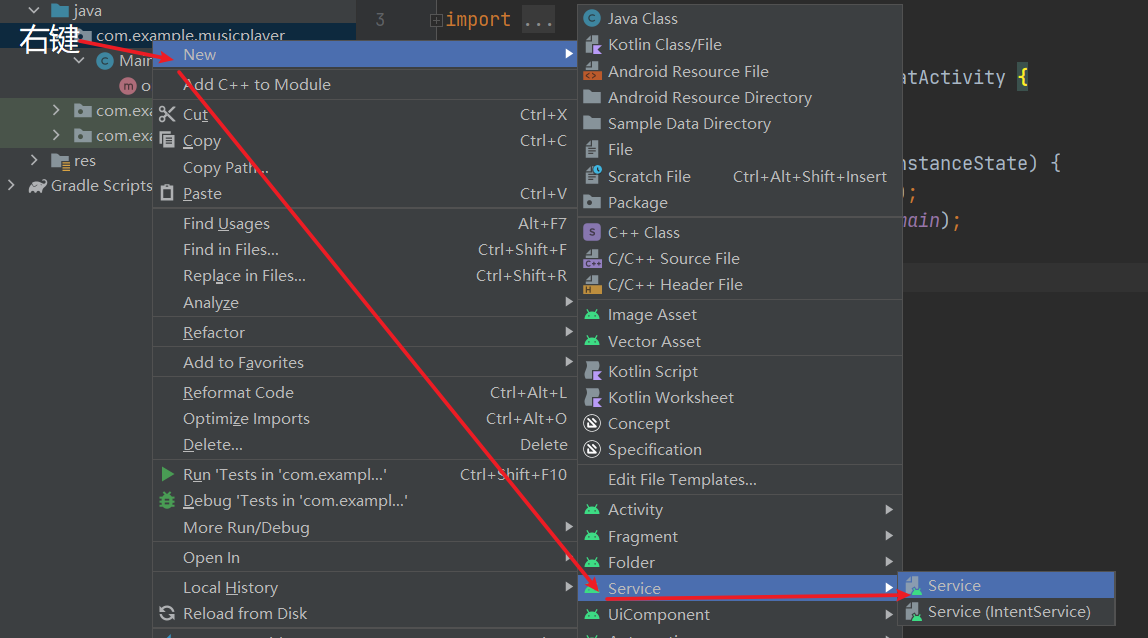 java
com.example.musicplayer
右键
Main
o
com.exa
com.exa
res
Gradle Scripts
3 import ...
atActivity {
nstanceState) {
);
main);
New
Add C++ to Module
Cut Ctrl+X
Copy Ctrl+C
Copy Path...
Paste Ctrl+V
Find Usages Alt+F7
Find in Files... Ctrl+Shift+F
Replace in Files... Ctrl+Shift+R
Analyze
Refactor
Add to Favorites
Reformat Code Ctrl+Alt+L
Optimize Imports Ctrl+Alt+O
Delete... Delete
Run 'Tests in 'com.exampl...' Ctrl+Shift+F10
Debug 'Tests in 'com.exampl...'
More Run/Debug
Open In
Local History
Reload from Disk
Java Class
Kotlin Class/File
Android Resource File
Android Resource Directory
Sample Data Directory
File
Scratch File Ctrl+Alt+Shift+Insert
Package
C++ Class
C/C++ Source File
C/C++ Header File
Image Asset
Vector Asset
Kotlin Script
Kotlin Worksheet
Concept
Specification
Edit File Templates...
Activity
Fragment
Folder
Service
UiComponent
Service
Service (IntentService)